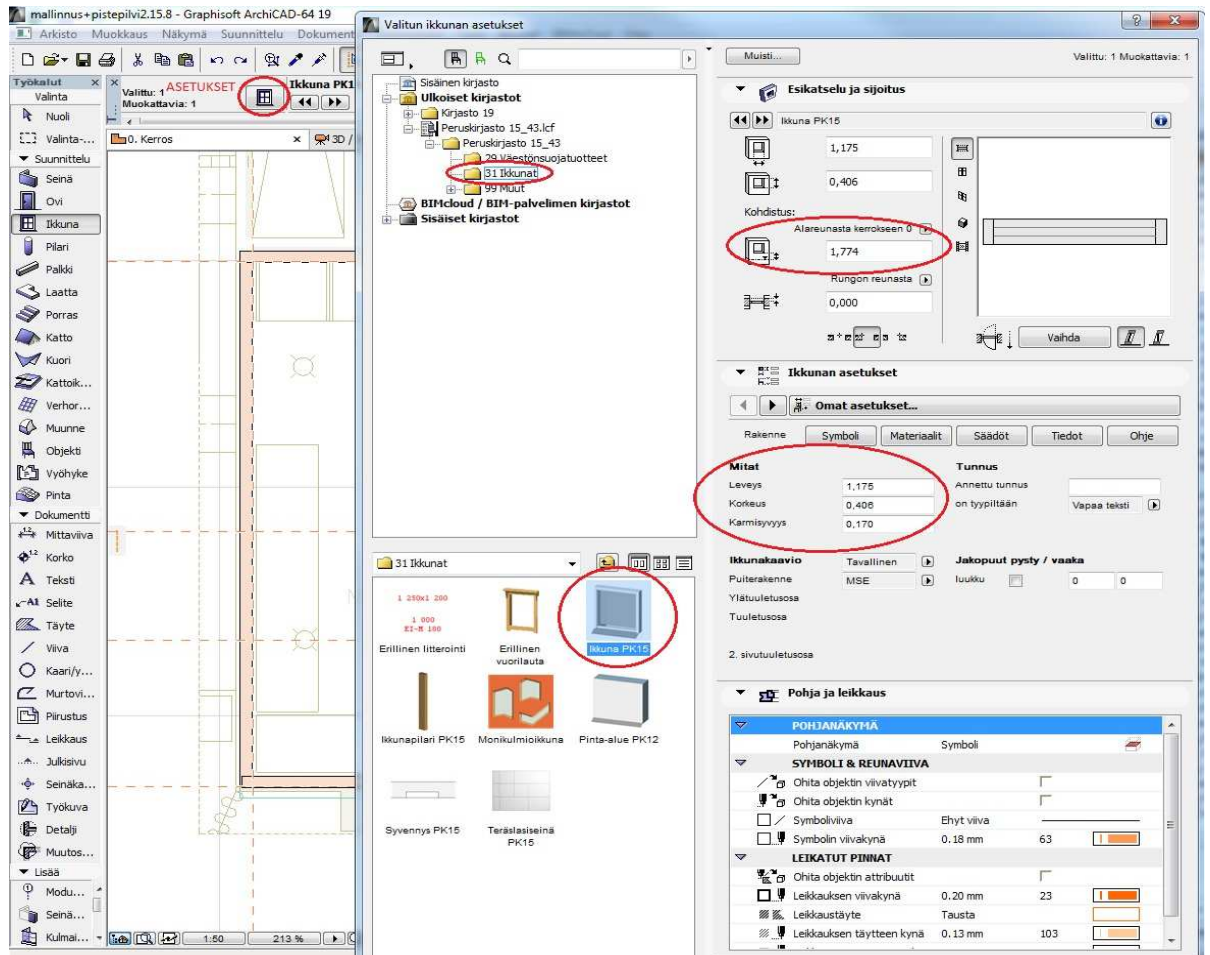 mallinnus+pistepilvi2.15.8 - Graphisoft ArchiCAD-64 19
Arkisto Muokkaus Näkymä Suunnittelu Dokument
Työkalut
Valinta
Nuoli
Valinta-...
Suunnittelu
Seinä
Ovi
Ikkuna
Pilari
Palkki
Laatta
Porras
Katto
Kuori
Kattoik...
Verhor...
Muunne
Objekti
Vyöhyke
Pinta
Dokumentti
Mittaviiva
Korko
Teksti
Selite
Täyte
Viiva
Kaari/y...
Murtovi...
Piirustus
Leikkaus
Julkisivu
Seinäka...
Työkuva
Detalji
Muutos...
Lisää
Modu...
Seinä...
Kulmai...
Valittu: 1 ASETUKSET
Muokattavia: 1
Ikkuna PK1
0. Kerros
3D /
1:50
213 %
Valitun ikkunan asetukset
Sisäinen kirjasto
Ulkoiset kirjastot
Kirjasto 19
Peruskirjasto 15_43.lcf
Peruskirjasto 15_43
29 Väestönsuojatuotteet
31 Ikkunat
99 Muut
BIMcloud / BIM-palvelimen kirjastot
Sisäiset kirjastot
31 Ikkunat
1 250x1 200
1 000
EI-M 100
Erillinen litterointi
Erillinen vuorilauta
Ikkuna PK15
Ikkunapilari PK15
Monikulmioikkuna
Pinta-alue PK12
Syvennys PK15
Teräslasiseinä PK15
Muisti...
Valittu: 1 Muokattavia: 1
Esikatselu ja sijoitus
Ikkuna PK15
1,175
0,406
Kohdistus:
Alareunasta kerrokseen 0
1,774
Rungon reunasta
0,000
Vaihda
Ikkunan asetukset
Omat asetukset...
Rakenne Symboli Materiaalit Säädöt Tiedot Ohje
Mitat Tunnus
Leveys 1,175 Annettu tunnus
Korkeus 0,406 on tyypiltään Vapaa teksti
Karmisyvyys 0,170
Ikkunakaavio Tavallinen Jakopuut pysty / vaaka
Puiterakenne MSE luukku 0 0
Ylätuuletusosa
Tuuletusosa
2. sivutuuletusosa
Pohja ja leikkaus
POHJANÄKYMÄ
Pohjanäkymä Symboli
SYMBOLI & REUNAVIIVA
Ohita objektin viivatyypit
Ohita objektin kynät
Symboliviiva Ehyt viiva
Symbolin viivakynä 0.18 mm 63
LEIKATUT PINNAT
Ohita objektin attribuutit
Leikkauksen viivakynä 0.20 mm 23
Leikkaustäyte Tausta
Leikkauksen täytteen kynä 0.13 mm 103